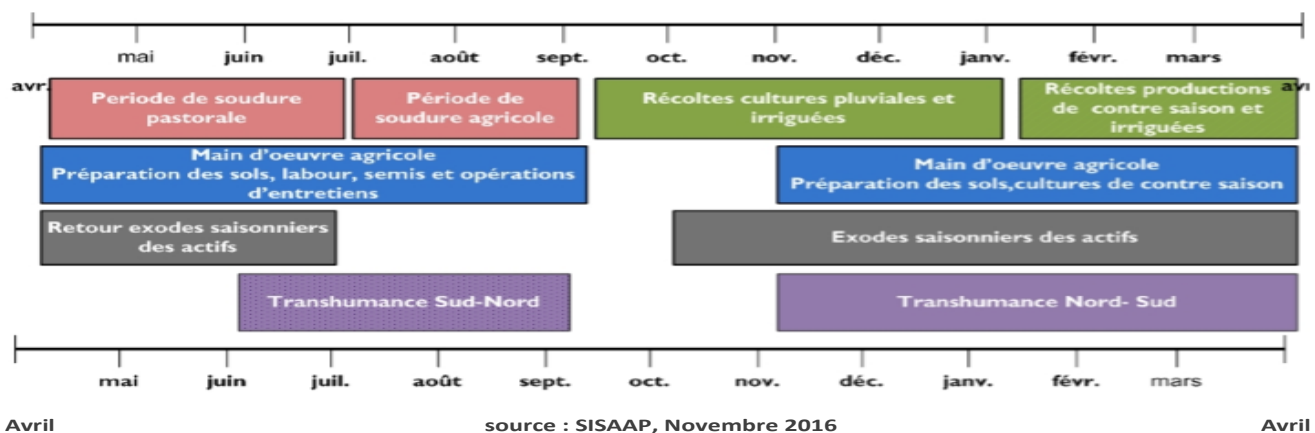 mai juin juil. août sept. oct. nov. déc. janv. févr. mars
avr.
Periode de soudure
pastorale
Période de
soudure agricole
Récoltes cultures pluviales et
irriguées
Récoltes productions
de contre saison et
irriguées
avr
Main d'oeuvre agricole
Préparation des sols, labour, semis et opérations
d'entretiens
Main d'oeuvre agricole
Préparation des sols,cultures de contre saison
Retour exodes saisonniers
des actifs
Exodes saisonniers des actifs
Transhumance Sud-Nord
Transhumance Nord- Sud
mai juin juil. août sept. oct. nov. déc. janv. févr. mars
Avril source : SISAAP, Novembre 2016 Avril